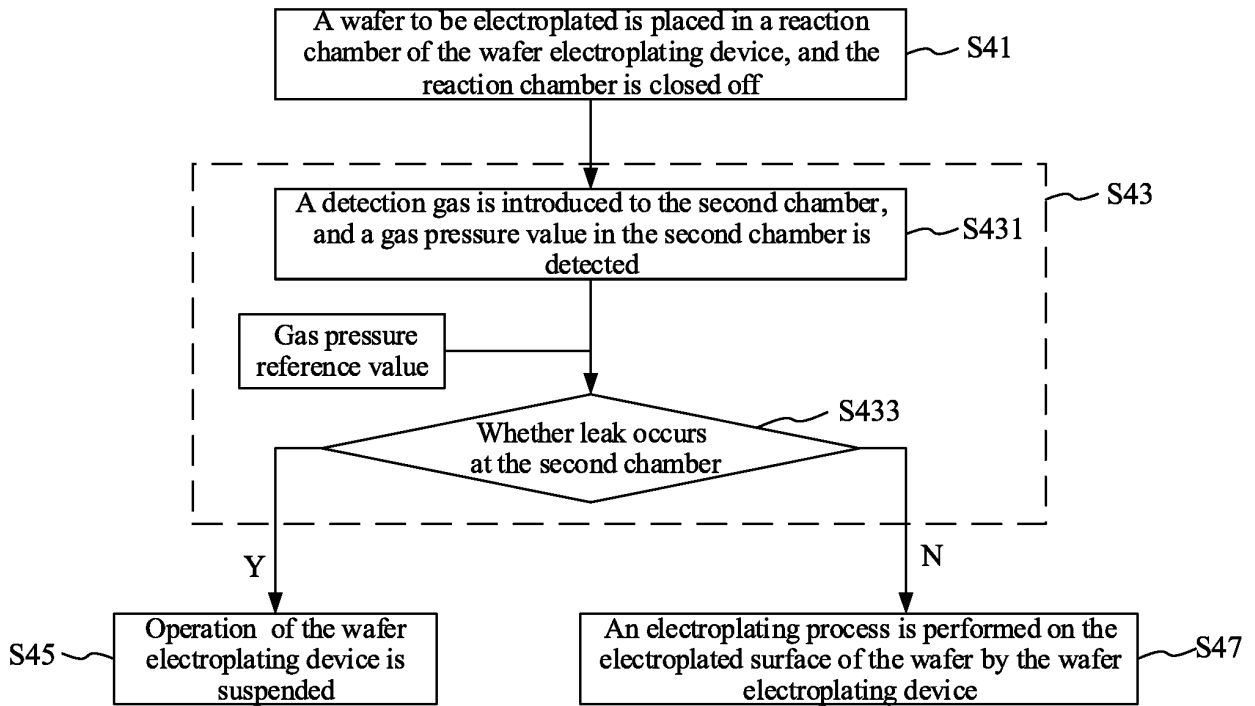 A wafer to be electroplated is placed in a reaction
chamber of the wafer electroplating device, and the
reaction chamber is closed off
S41
S43
A detection gas is introduced to the second chamber,
and a gas pressure value in the second chamber is
detected
S431
Gas pressure
reference value
S433
Whether leak occurs
at the second chamber
Y
N
S45
Operation of the wafer
electroplating device is
suspended
An electroplating process is performed on the
electroplated surface of the wafer by the wafer
electroplating device
S47